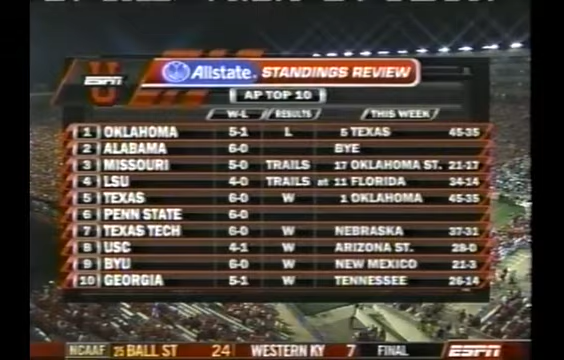 ESPN
Allstate. STANDINGS REVIEW
AP TOP 10
W-L RESULTS THIS WEEK
1 OKLAHOMA 5-1 L 5 TEXAS 45-35
2 ALABAMA 6-0 BYE
3 MISSOURI 5-0 TRAILS 17 OKLAHOMA ST. 21-17
4 LSU 4-0 TRAILS at 11 FLORIDA 34-14
5 TEXAS 6-0 W 1 OKLAHOMA 45-35
6 PENN STATE 6-0
7 TEXAS TECH 6-0 W NEBRASKA 37-31
8 USC 4-1 W ARIZONA ST. 28-0
9 BYU 6-0 W NEW MEXICO 21-3
10 GEORGIA 5-1 W TENNESSEE 26-14
NCAAF 25 BALL ST 24 WESTERN KY 7 FINAL ESPN